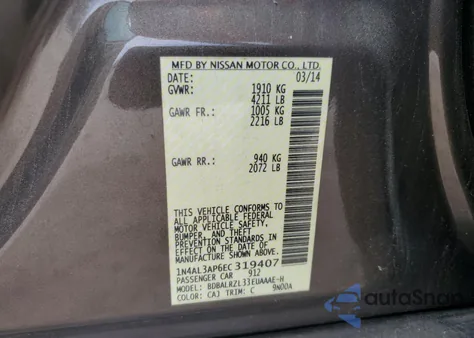 MFD BY NISSAN MOTOR CO., LTD.
DATE: 03/14
GVWR: 1910 KG
4211 LB
GAWR FR.: 1005 KG
2216 LB
GAWR RR.: 940 KG
2072 LB
THIS VEHICLE CONFORMS TO
ALL APPLICABLE FEDERAL
MOTOR VEHICLE SAFETY,
BUMPER, AND THEFT
PREVENTION STANDARDS IN
EFFECT ON THE DATE OF
MANUFACTURE SHOWN ABOVE.
1N4AL3AP6EC319407
PASSENGER CAR 912
MODEL: BDBALRZL33EUAAAE-H
COLOR: CAJ TRIM: C 9N00A
autoSnap